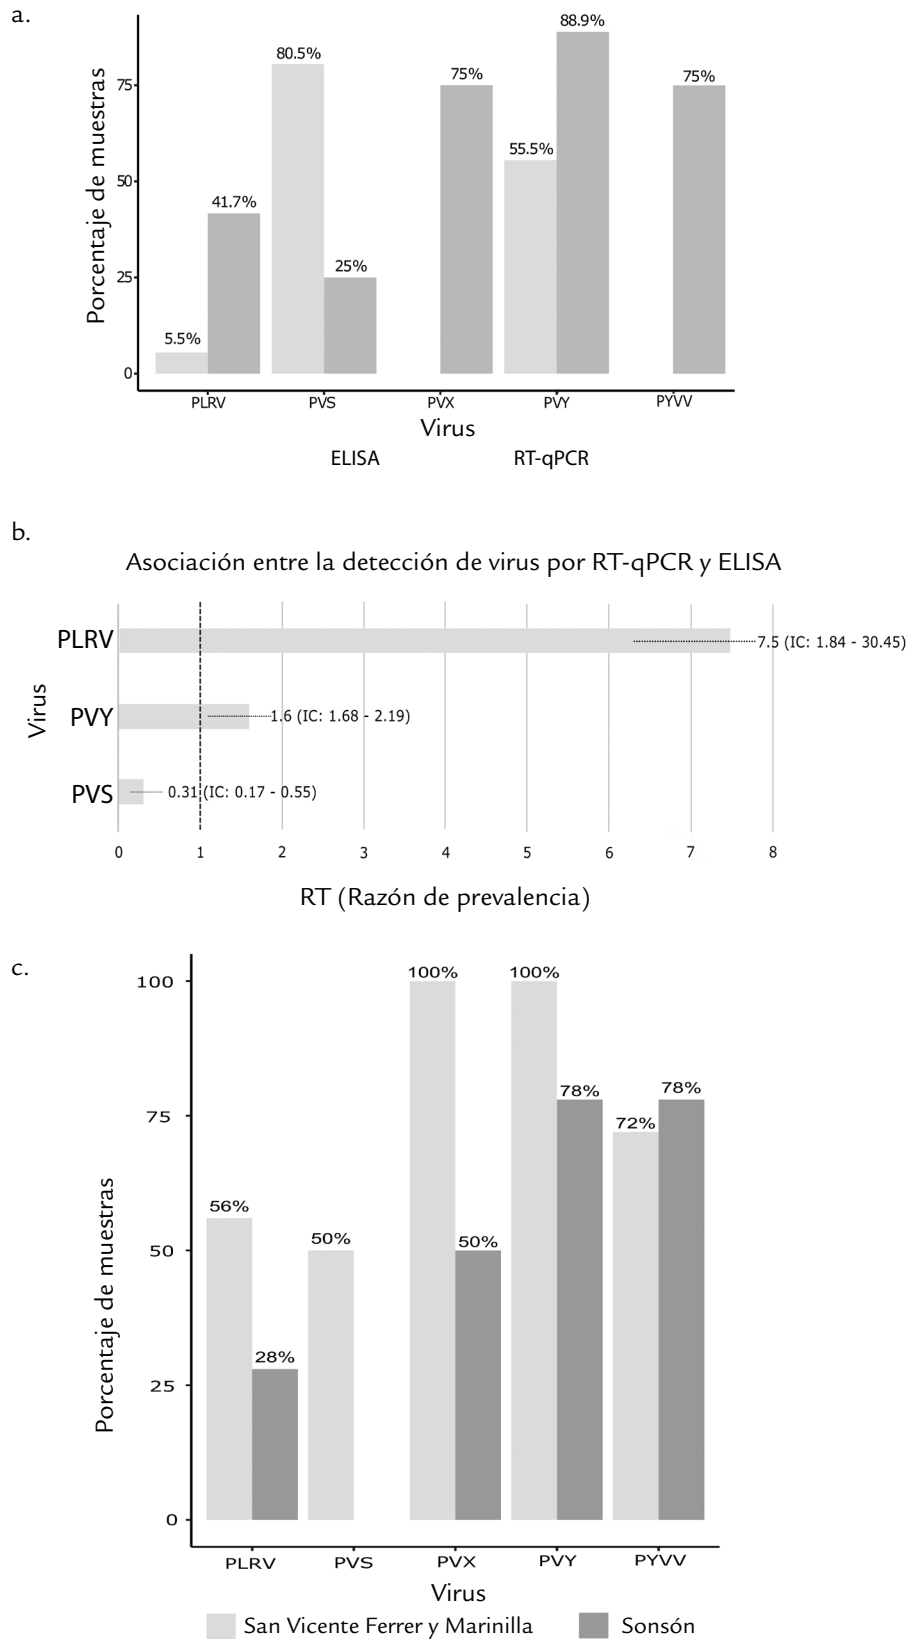 a.
Porcentaje de muestras
75
50
25
0
5.5%
41.7%
80.5%
25%
75%
55.5%
88.9%
75%
PLRV PVS PVX PVY PYVV
Virus
ELISA RT-qPCR
b.
Asociación entre la detección de virus por RT-qPCR y ELISA
Virus
PLRV
7.5 (IC: 1.84 - 30.45)
PVY
1.6 (IC: 1.68 - 2.19)
PVS
0.31 (IC: 0.17 - 0.55)
0 1 2 3 4 5 6 7 8
RT (Razón de prevalencia)
c.
Porcentaje de muestras
100
75
50
25
0
56%
28%
50%
100%
50%
100%
78%
72%
78%
PLRV PVS PVX PVY PYVV
Virus
San Vicente Ferrer y Marinilla Sonsón